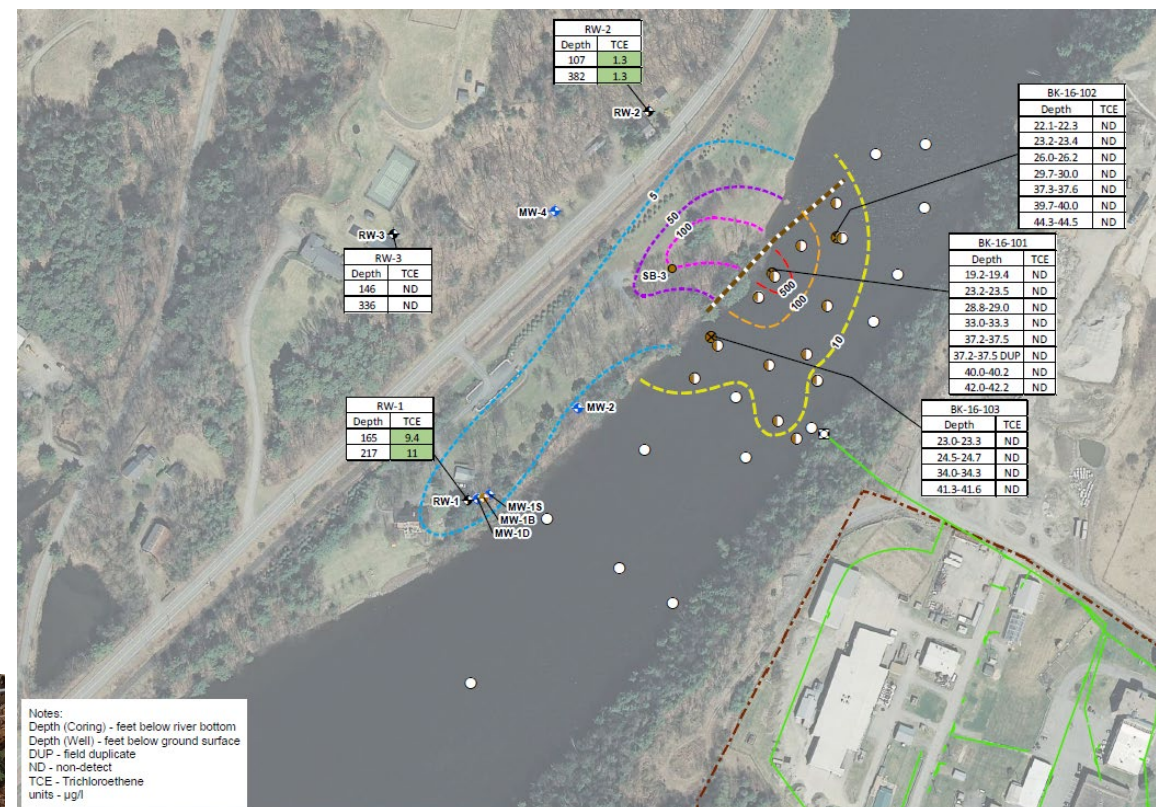 RW-2
Depth TCE
107 1.3
382 1.3
RW-2
BK-16-102
Depth TCE
22.1-22.3 ND
23.2-23.4 ND
26.0-26.2 ND
29.7-30.0 ND
37.3-37.6 ND
39.7-40.0 ND
44.3-44.5 ND
5
50
100
MW-4
RW-3
RW-3
Depth TCE
146 ND
336 ND
SB-3
500
100
10
BK-16-101
Depth TCE
19.2-19.4 ND
23.2-23.5 ND
28.8-29.0 ND
33.0-33.3 ND
37.2-37.5 ND
37.2-37.5 DUP ND
40.0-40.2 ND
42.0-42.2 ND
RW-1
Depth TCE
165 9.4
217 11
MW-2
BK-16-103
Depth TCE
23.0-23.3 ND
24.5-24.7 ND
34.0-34.3 ND
41.3-41.6 ND
RW-1
MW-1S
MW-1B
MW-1D
Notes:
Depth (Coring) - feet below river bottom
Depth (Well) - feet below ground surface
DUP - field duplicate
ND - non-detect
TCE - Trichloroethene
units - µg/l